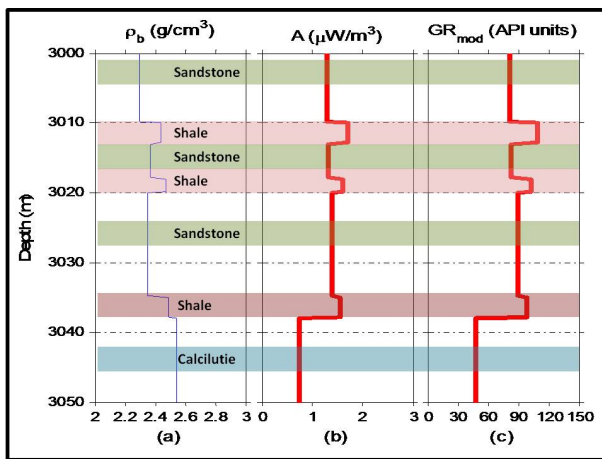 ρb (g/cm³) A (μW/m³) GRmod (API units)
3000
Sandstone
3010
Shale
Sandstone
Shale
3020
Sandstone
3030
Shale
3040
Calcilutie
3050
Depth (m)
2 2.2 2.4 2.6 2.8 3 0 1 2 3 0 30 60 90 120 150
(a) (b) (c)